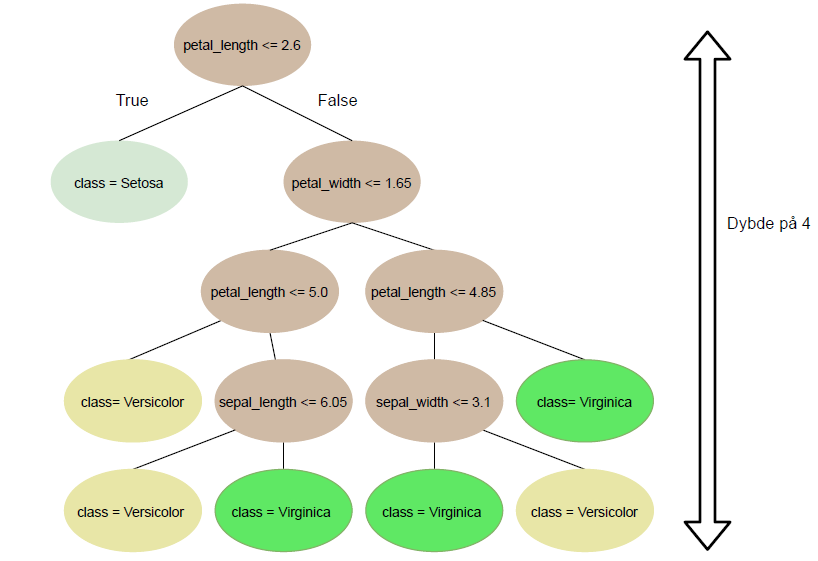 petal_length <= 2.6
True
False
class = Setosa
petal_width <= 1.65
Dybde på 4
petal_length <= 5.0
petal_length <= 4.85
class= Versicolor
sepal_length <= 6.05
sepal_width <= 3.1
class= Virginica
class = Versicolor
class = Virginica
class = Virginica
class = Versicolor